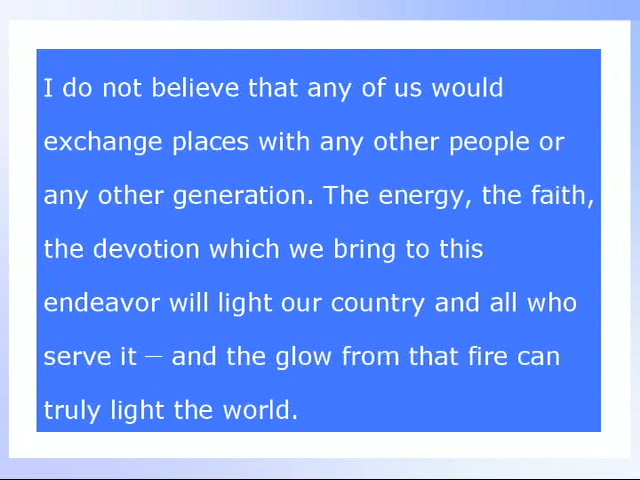 I do not believe that any of us would
exchange places with any other people or
any other generation. The energy, the faith,
the devotion which we bring to this
endeavor will light our country and all who
serve it — and the glow from that fire can
truly light the world.